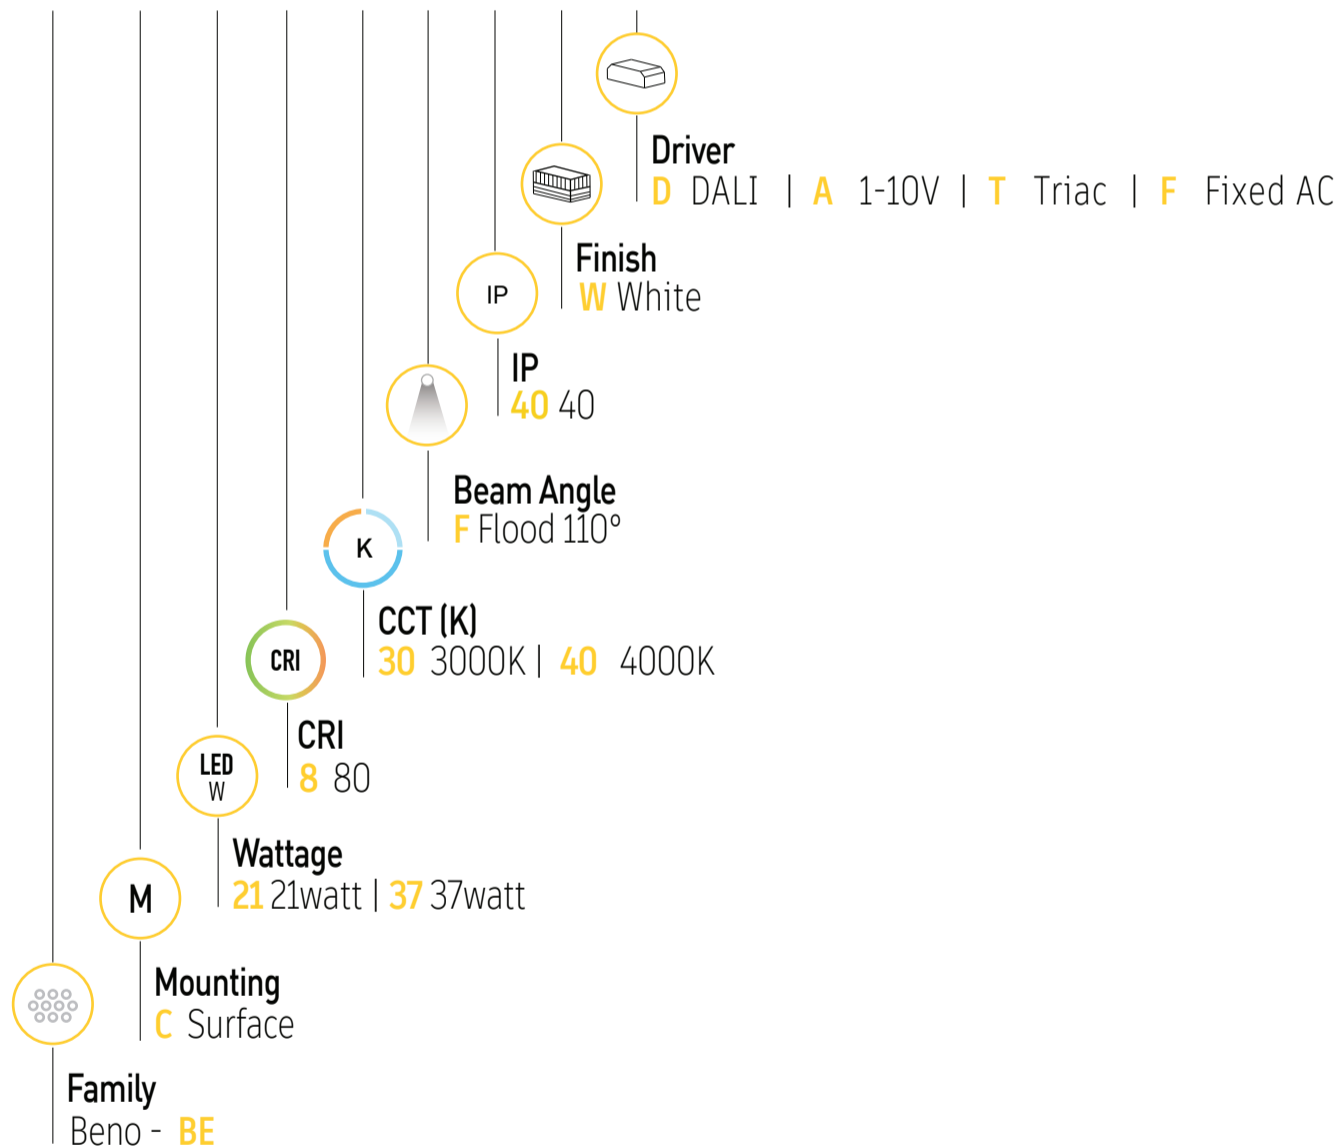 Driver
D DALI | A 1-10V | T Triac | F Fixed AC
Finish
W White
IP
IP
40 40
Beam Angle
F Flood 110°
K
CCT (K)
30 3000K | 40 4000K
CRI
CRI
8 80
LED
W
Wattage
21 21watt | 37 37watt
M
Mounting
C Surface
Family
Beno - BE